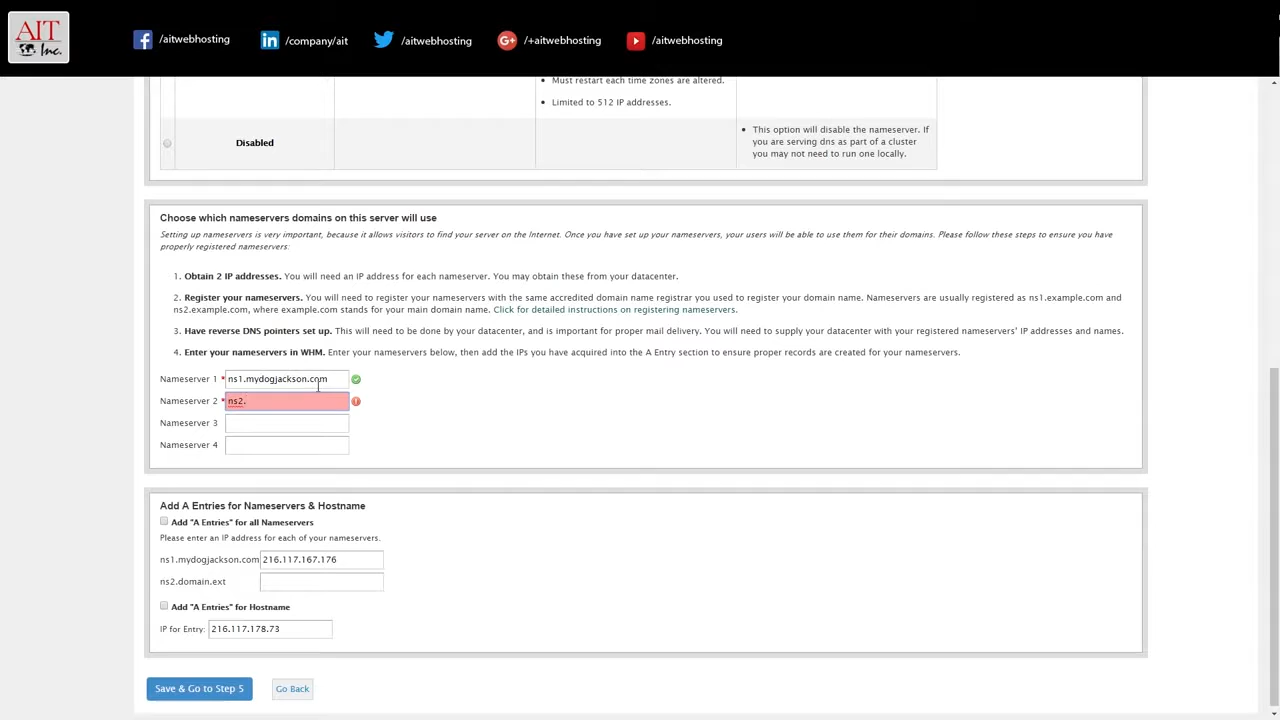 AIT
Inc.
/aitwebhosting
/company/ait
/aitwebhosting
/+aitwebhosting
/aitwebhosting
Must restart each time zones are altered.
Limited to 512 IP addresses.
Disabled
This option will disable the nameserver. If
you are serving dns as part of a cluster
you may not need to run one locally.
Choose which nameservers domains on this server will use
Setting up nameservers is very important, because it allows visitors to find your server on the Internet. Once you have set up your nameservers, your users will be able to use them for their domains. Please follow these steps to ensure you have
properly registered nameservers:
1. Obtain 2 IP addresses. You will need an IP address for each nameserver. You may obtain these from your datacenter.
2. Register your nameservers. You will need to register your nameservers with the same accredited domain name registrar you used to register your domain name. Nameservers are usually registered as ns1.example.com and
ns2.example.com, where example.com stands for your main domain name. Click for detailed instructions on registering nameservers.
3. Have reverse DNS pointers set up. This will need to be done by your datacenter, and is important for proper mail delivery. You will need to supply your datacenter with your registered nameservers' IP addresses and names.
4. Enter your nameservers in WHM. Enter your nameservers below, then add the IPs you have acquired into the A Entry section to ensure proper records are created for your nameservers.
Nameserver 1 * ns1.mydogjackson.com
Nameserver 2 * ns2.
Nameserver 3
Nameserver 4
Add A Entries for Nameservers & Hostname
Add "A Entries" for all Nameservers
Please enter an IP address for each of your nameservers.
ns1.mydogjackson.com 216.117.167.176
ns2.domain.ext
Add "A Entries" for Hostname
IP for Entry: 216.117.178.73
Save & Go to Step 5
Go Back